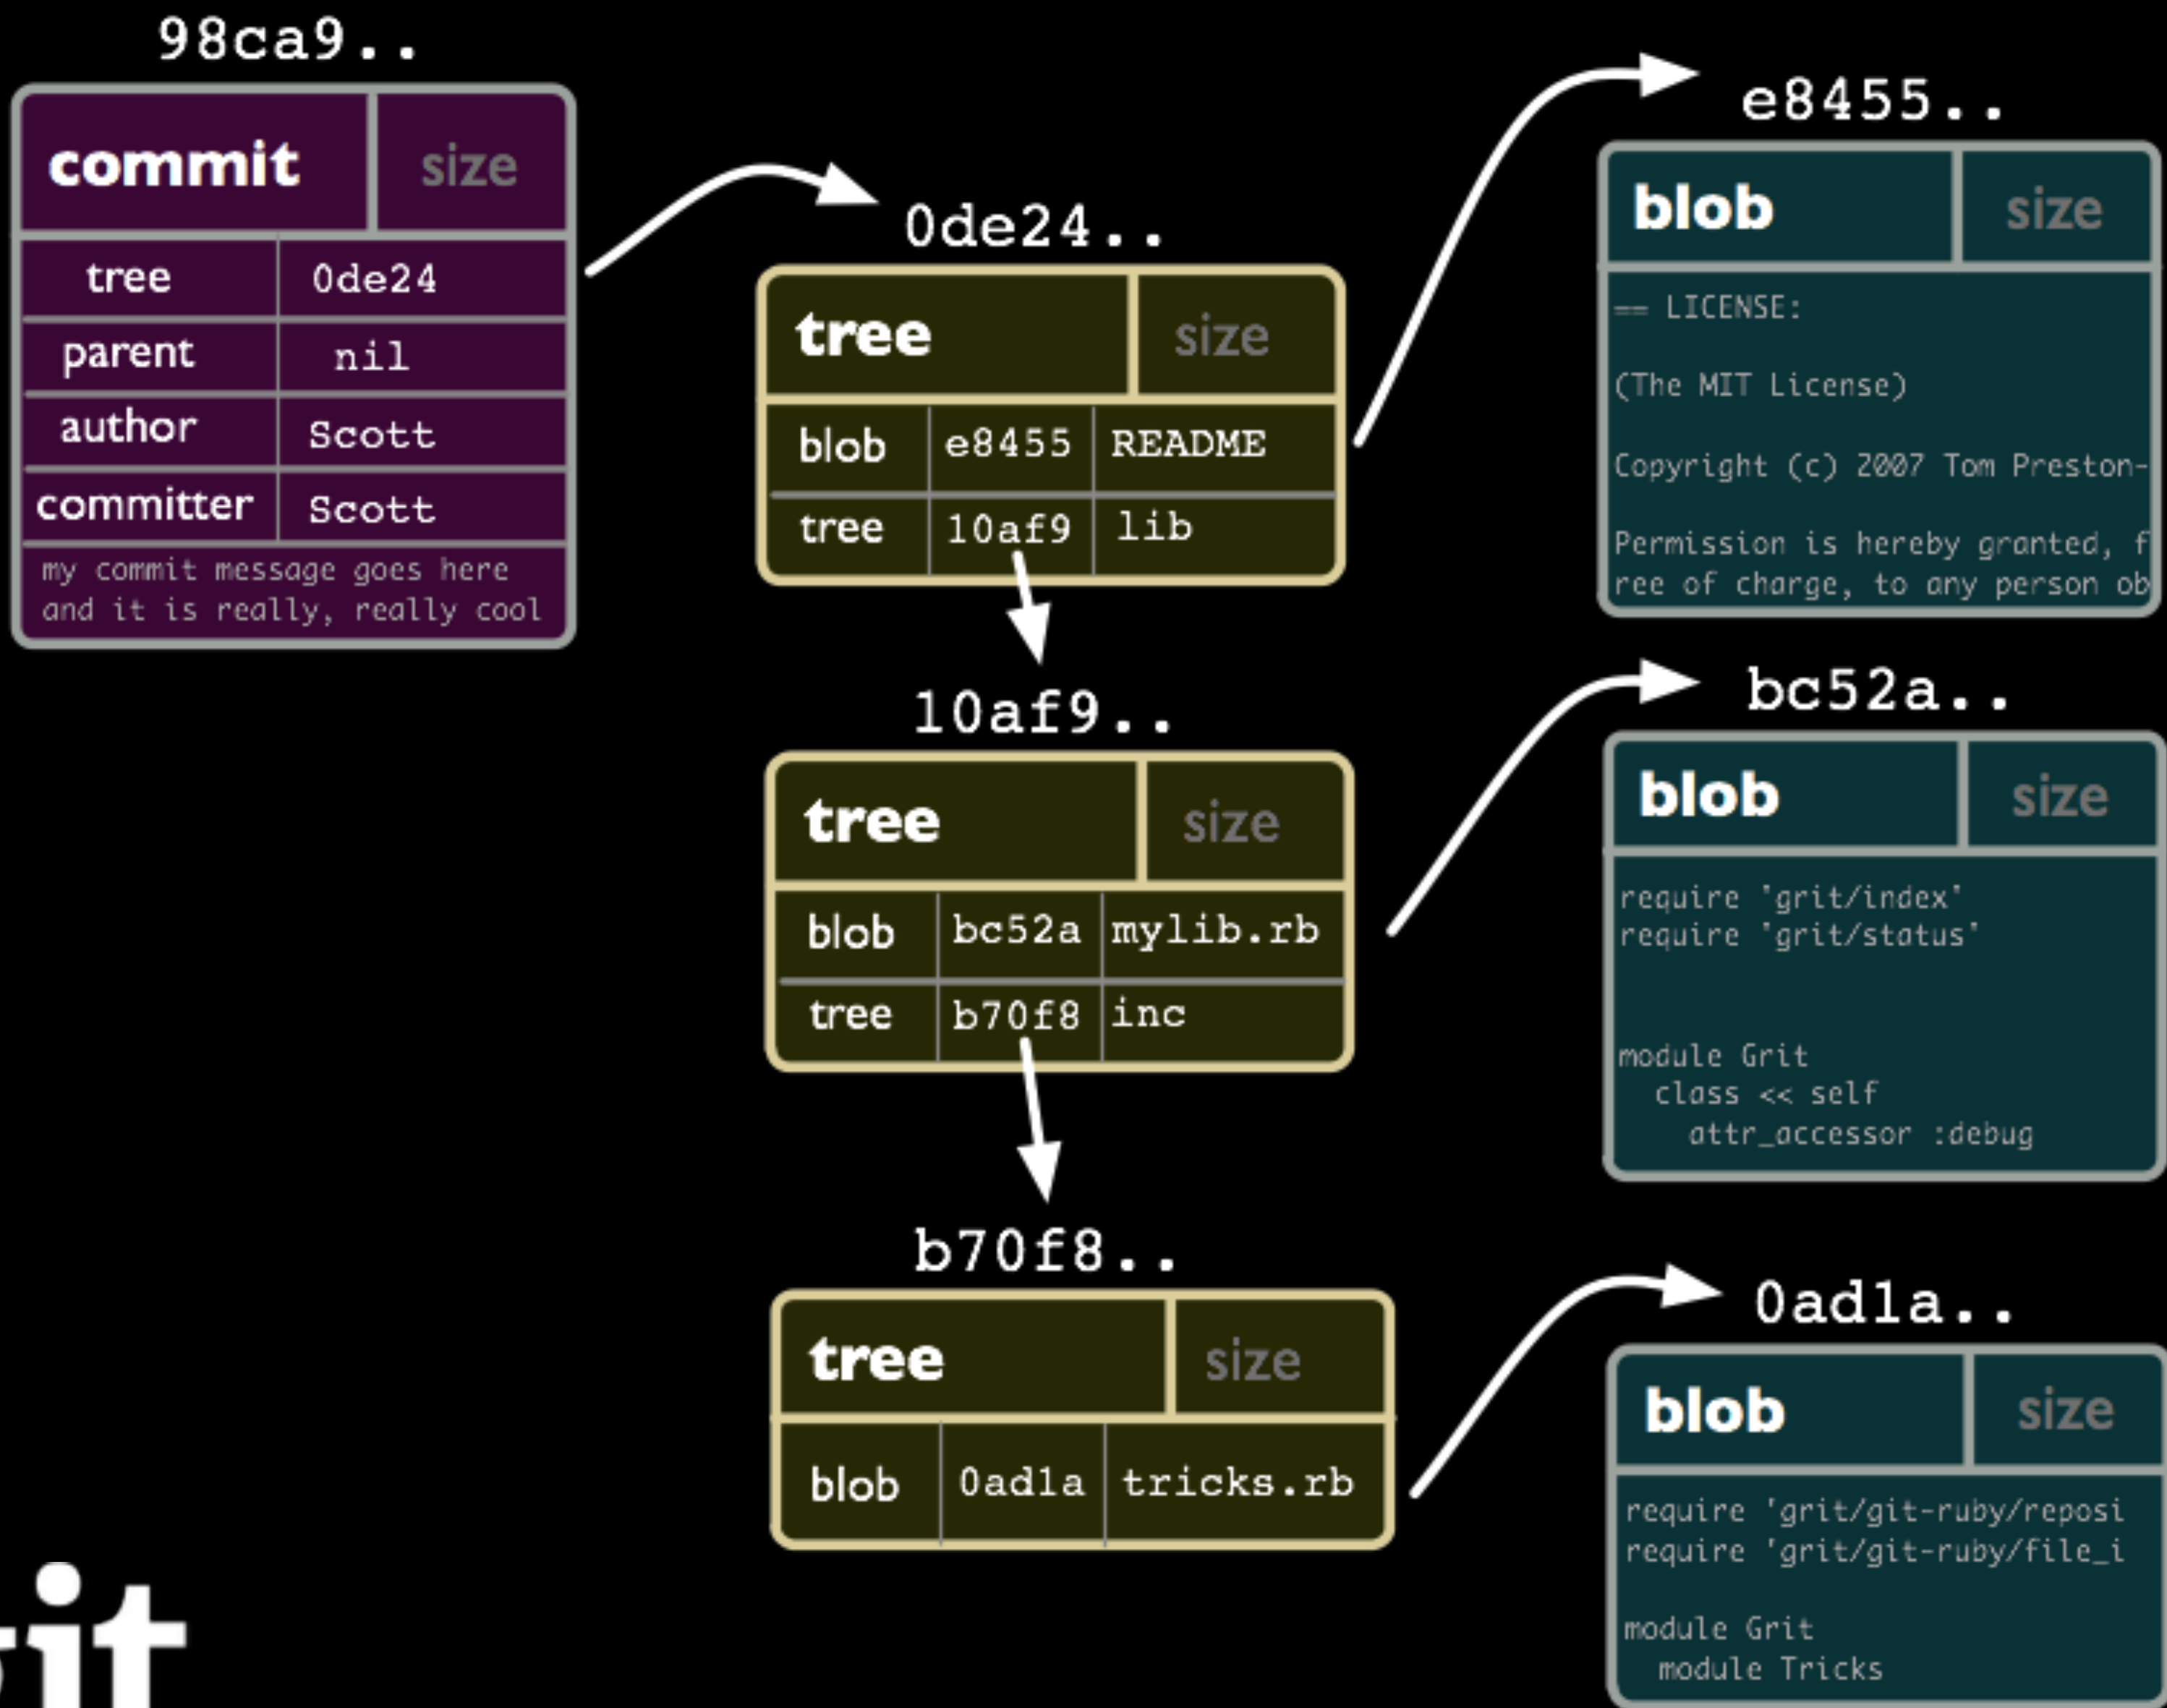 98ca9..
commit size
tree 0de24
parent nil
author Scott
committer Scott
my commit message goes here
and it is really, really cool
0de24..
tree size
blob e8455 README
tree 10af9 lib
10af9..
tree size
blob bc52a mylib.rb
tree b70f8 inc
b70f8..
tree size
blob 0ad1a tricks.rb
e8455..
blob size
== LICENSE:
(The MIT License)
Copyright (c) 2007 Tom Preston-
Permission is hereby granted, f
ree of charge, to any person ob
bc52a..
blob size
require 'grit/index'
require 'grit/status'
module Grit
class << self
attr_accessor :debug
0ad1a..
blob size
require 'grit/git-ruby/reposi
require 'grit/git-ruby/file_i
module Grit
module Tricks